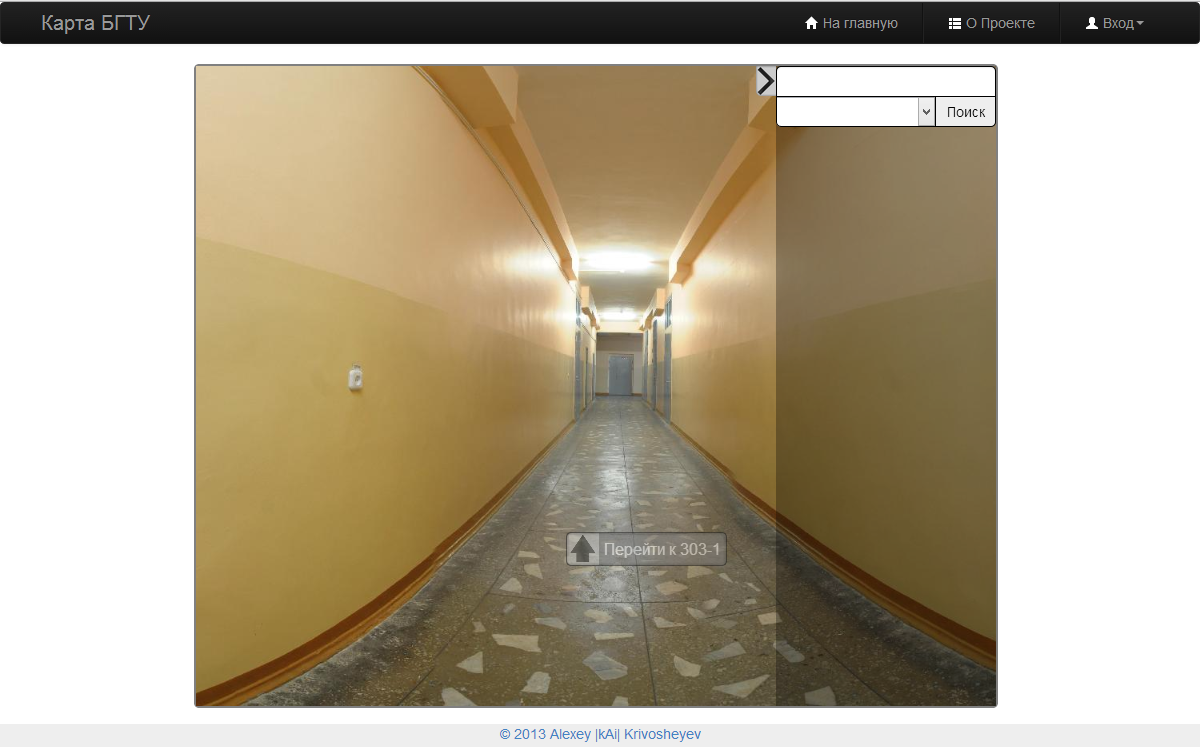 Карта БГТУ
На главную
О Проекте
Вход
Поиск
Перейти к 303-1
© 2013 Alexey |kAi| Krivosheyev